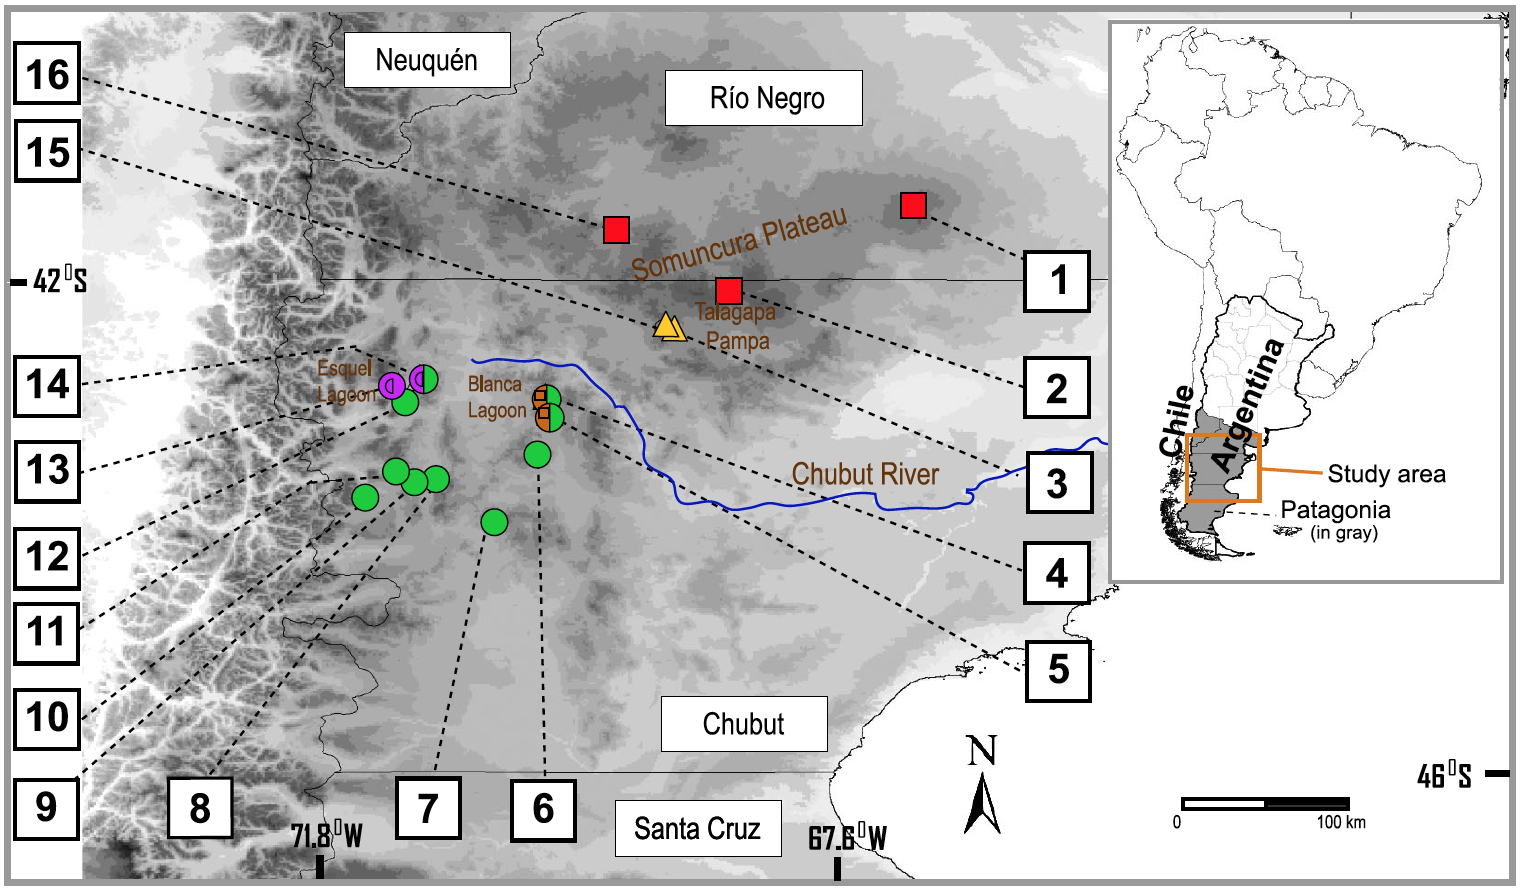 Neuquén
Río Negro
16
15
Somuncura Plateau
1
42°S
Talagapa
Pampa
2
14
Esquel
Lagoon
Blanca
Lagoon
13
Chubut River
3
12
4
11
5
10
Chubut
9
8
7
6
Santa Cruz
71.8°W
67.6°W
N
46°S
0
100 km
Chile
Argentina
Study area
Patagonia
(in gray)